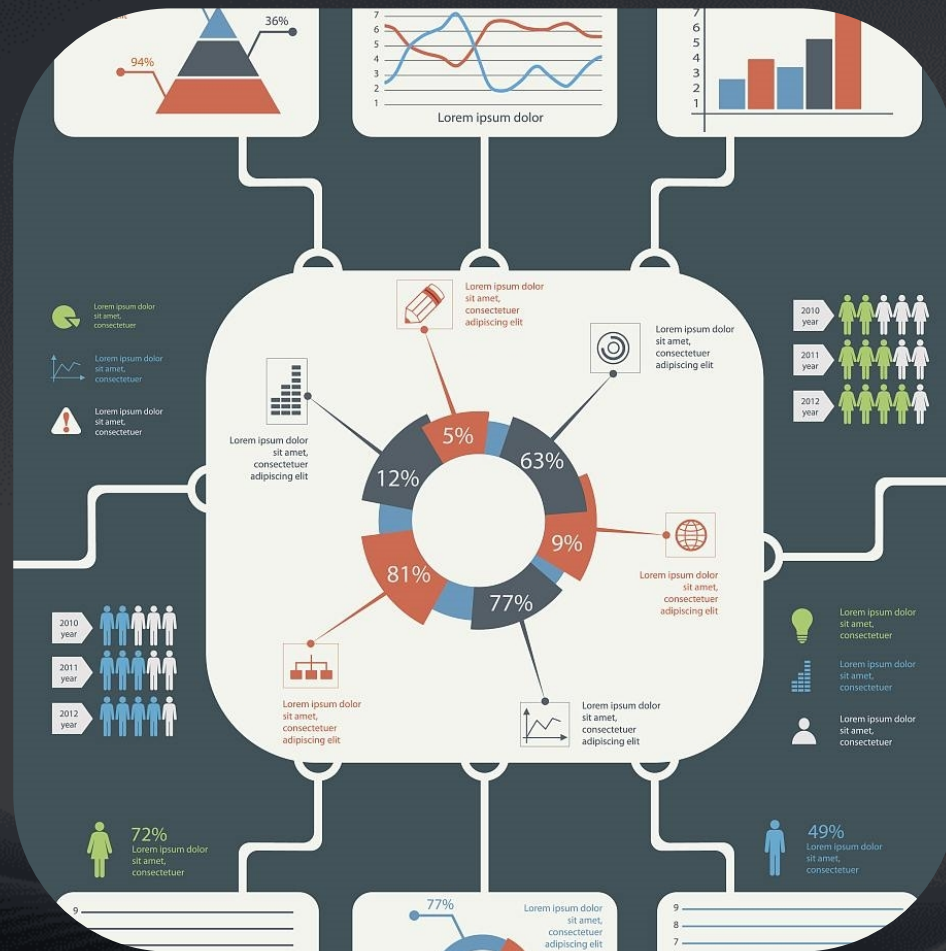 36%
94%
7
6
5
4
3
2
1
Lorem ipsum dolor
7
6
5
4
3
2
1
Lorem ipsum dolor
sit amet,
consectetuer
Lorem ipsum dolor
sit amet,
consectetuer
Lorem ipsum dolor
sit amet,
consectetuer
Lorem ipsum dolor
sit amet,
consectetuer
adipiscing elit
Lorem ipsum dolor
sit amet,
consectetuer
adipiscing elit
Lorem ipsum dolor
sit amet,
consectetuer
adipiscing elit
5%
63%
12%
9%
81%
77%
Lorem ipsum dolor
sit amet,
consectetuer
adipiscing elit
Lorem ipsum dolor
sit amet,
consectetuer
adipiscing elit
Lorem ipsum dolor
sit amet,
consectetuer
adipiscing elit
2010
year
2011
year
2012
year
2010
year
2011
year
2012
year
Lorem ipsum dolor
sit amet,
consectetuer
Lorem ipsum dolor
sit amet,
consectetuer
Lorem ipsum dolor
sit amet,
consectetuer
72%
Lorem ipsum dolor
sit amet,
consectetuer
49%
Lorem ipsum dolor
sit amet,
consectetuer
9
77%
Lorem ipsum dolor
sit amet,
consectetuer
adipiscing elit
9
8
7